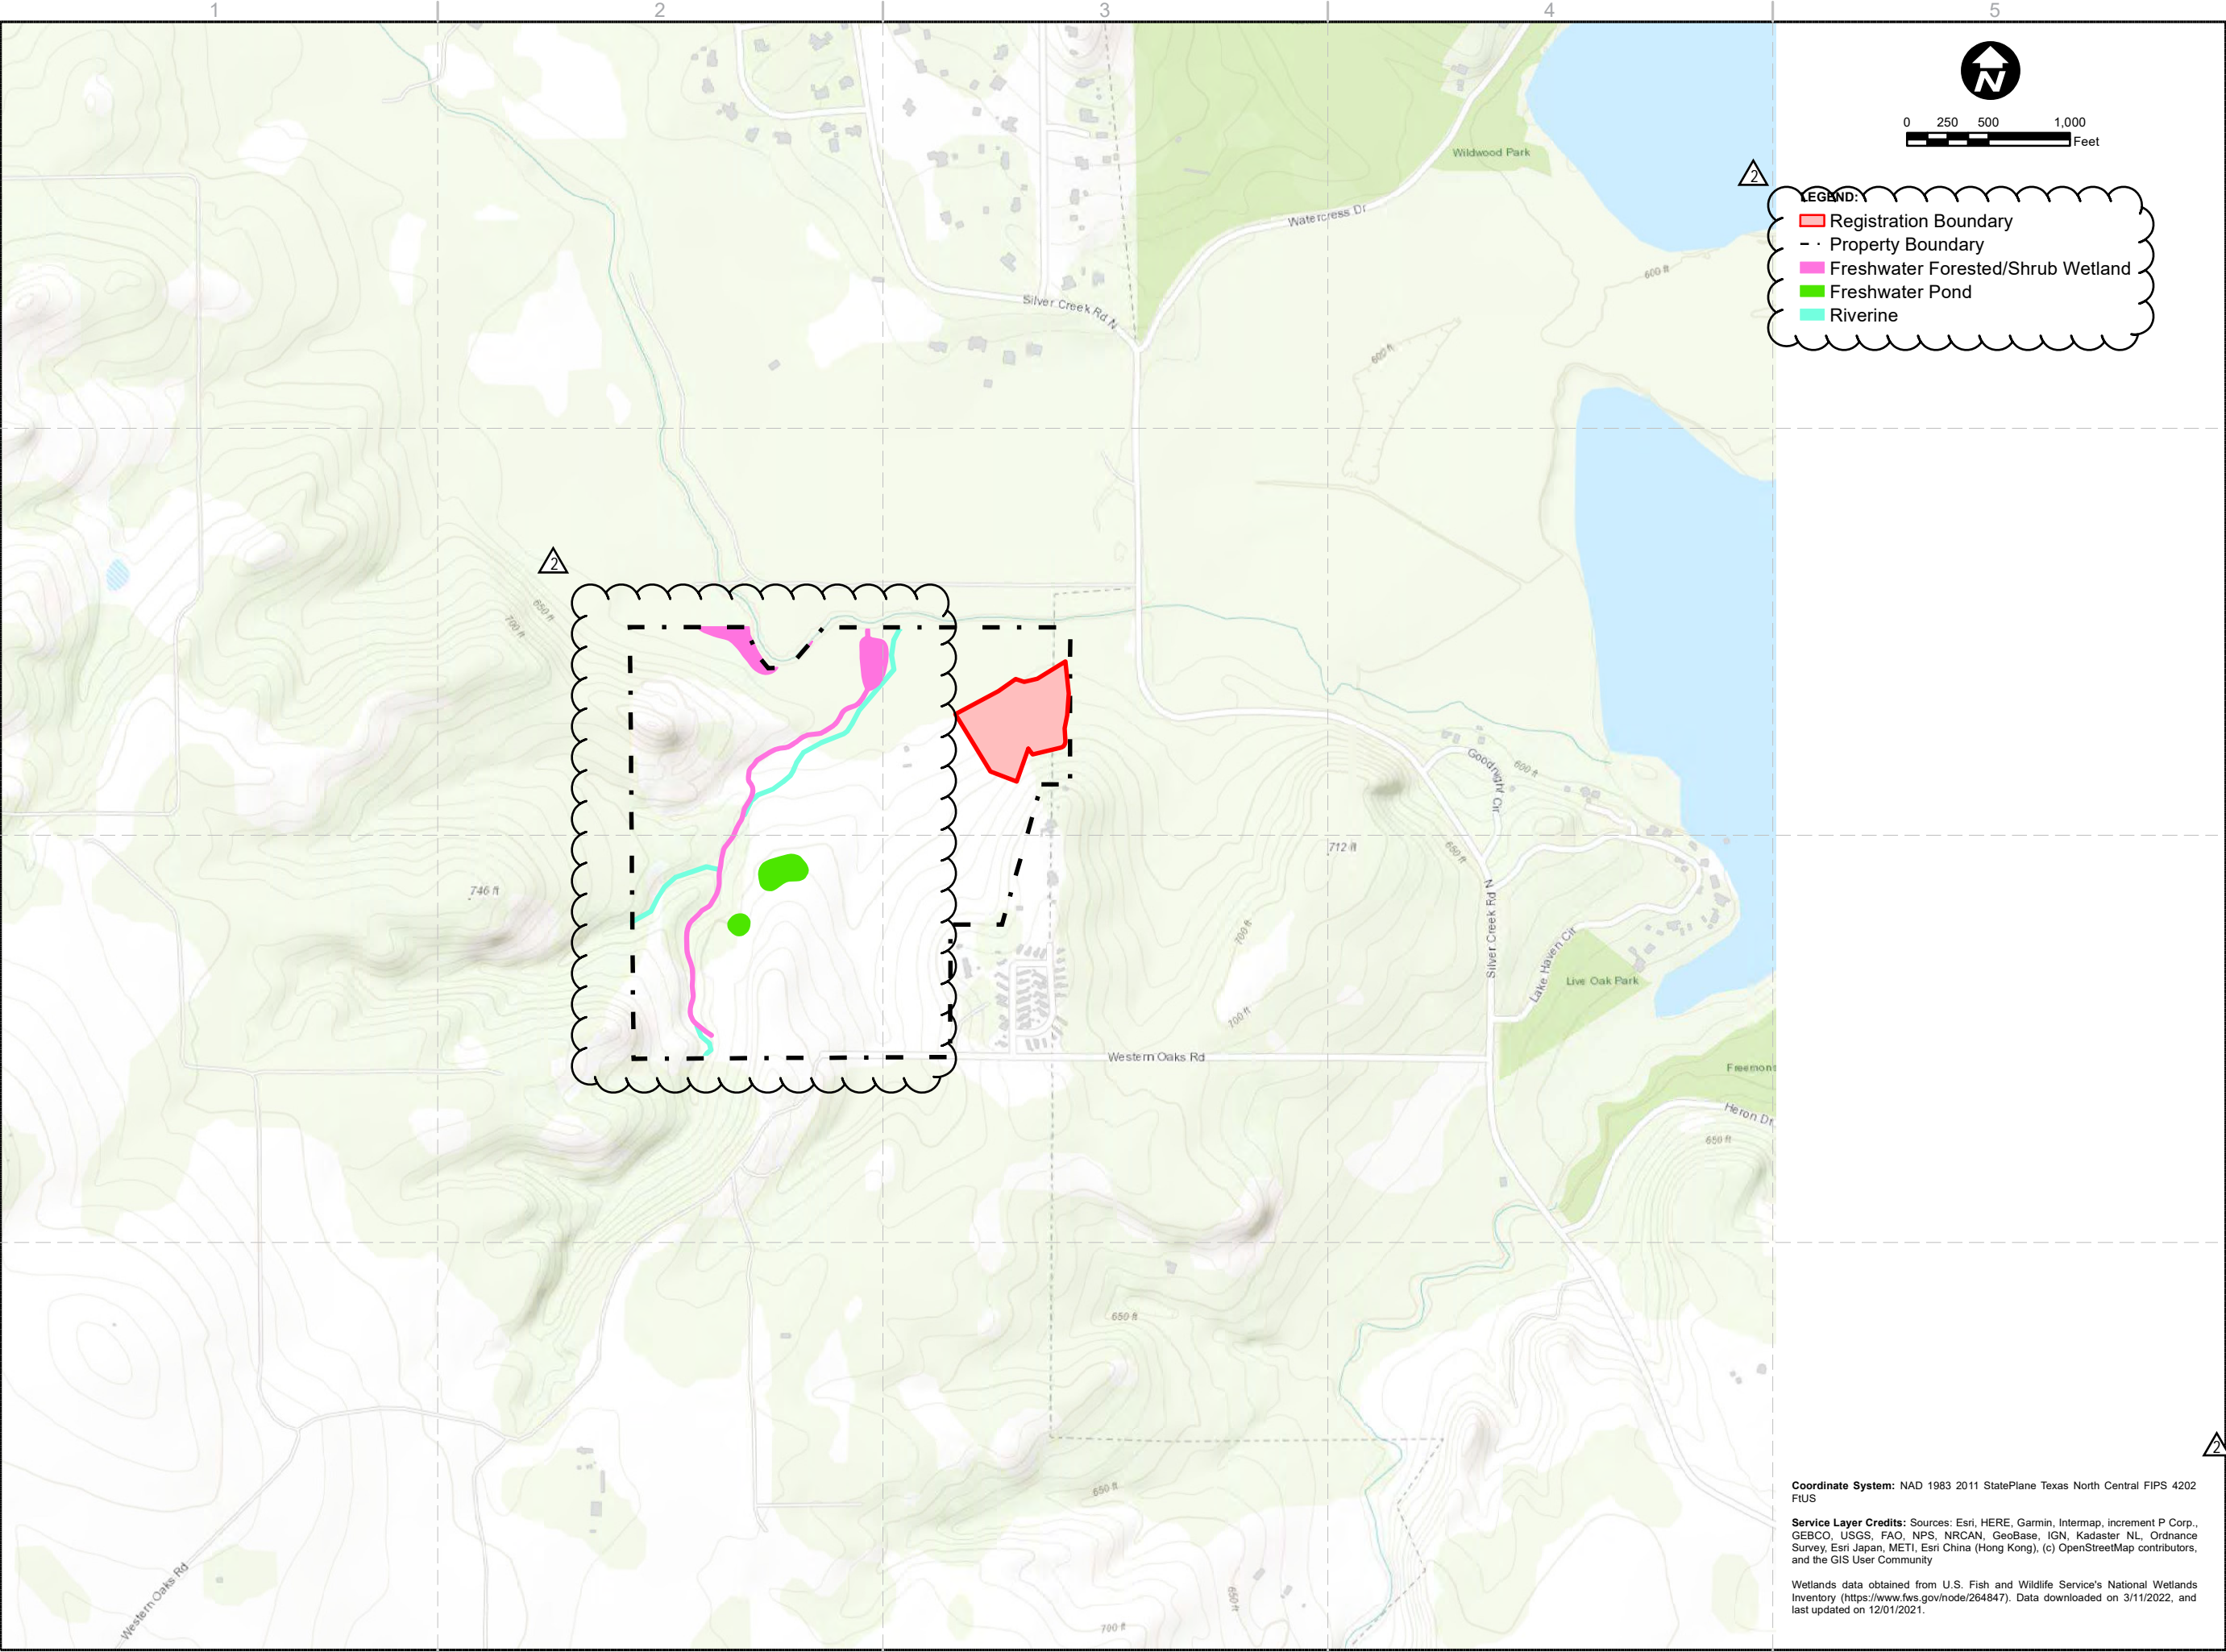 1
2
3
4
5
N
0 250 500 1,000
Feet
2
LEGEND:
Registration Boundary
Property Boundary
Freshwater Forested/Shrub Wetland
Freshwater Pond
Riverine
Wildwood Park
Watercress Dr
600 ft
Silver Creek Rd N
600 ft
2
650 ft
700 ft
Goodnight Cir
600 ft
712 ft
650 ft
746 ft
Silver Creek Rd N
700 ft
Lake Haven Cir
Live Oak Park
700 ft
Western Oaks Rd
Freemons
Heron Dr
650 ft
650 ft
2
650 ft
Western Oaks Rd
650 ft
700 ft
Coordinate System: NAD 1983 2011 StatePlane Texas North Central FIPS 4202
FtUS
Service Layer Credits: Sources: Esri, HERE, Garmin, Intermap, increment P Corp.,
GEBCO, USGS, FAO, NPS, NRCAN, GeoBase, IGN, Kadaster NL, Ordnance
Survey, Esri Japan, METI, Esri China (Hong Kong), (c) OpenStreetMap contributors,
and the GIS User Community
Wetlands data obtained from U.S. Fish and Wildlife Service's National Wetlands
Inventory (https://www.fws.gov/node/264847). Data downloaded on 3/11/2022, and
last updated on 12/01/2021.